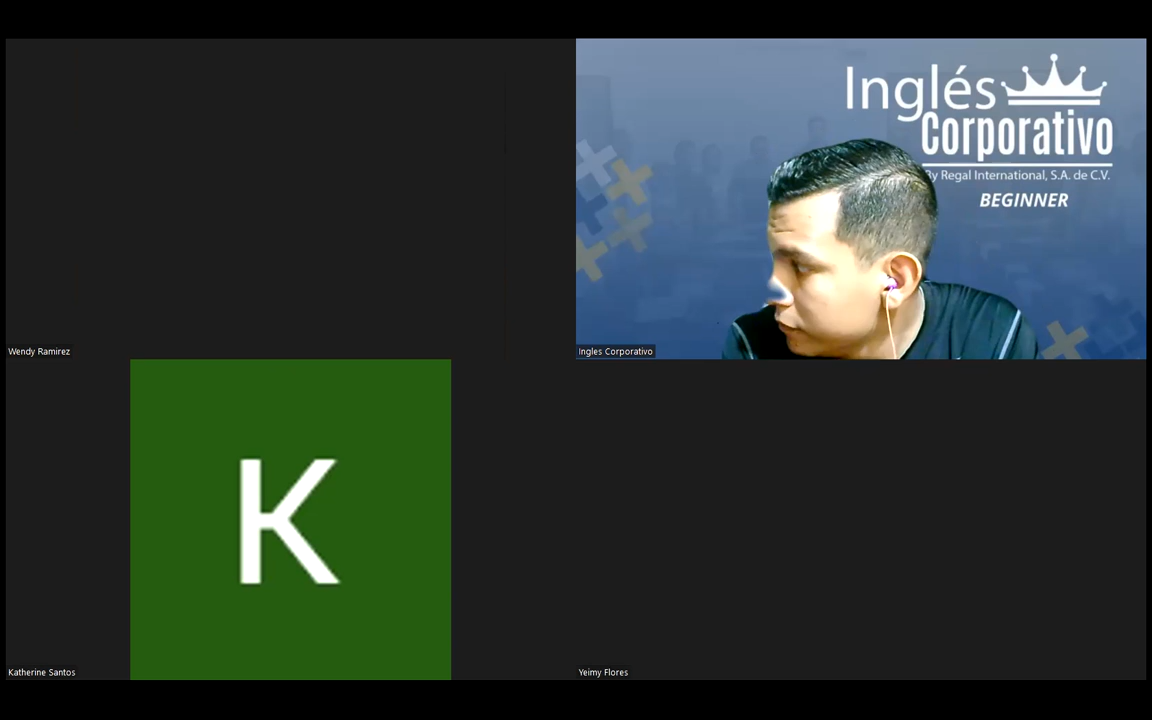 Inglés
Corporativo
By Regal International, S.A. de C.V.
BEGINNER
Wendy Ramirez
Ingles Corporativo
K
Katherine Santos
Yeimy Flores